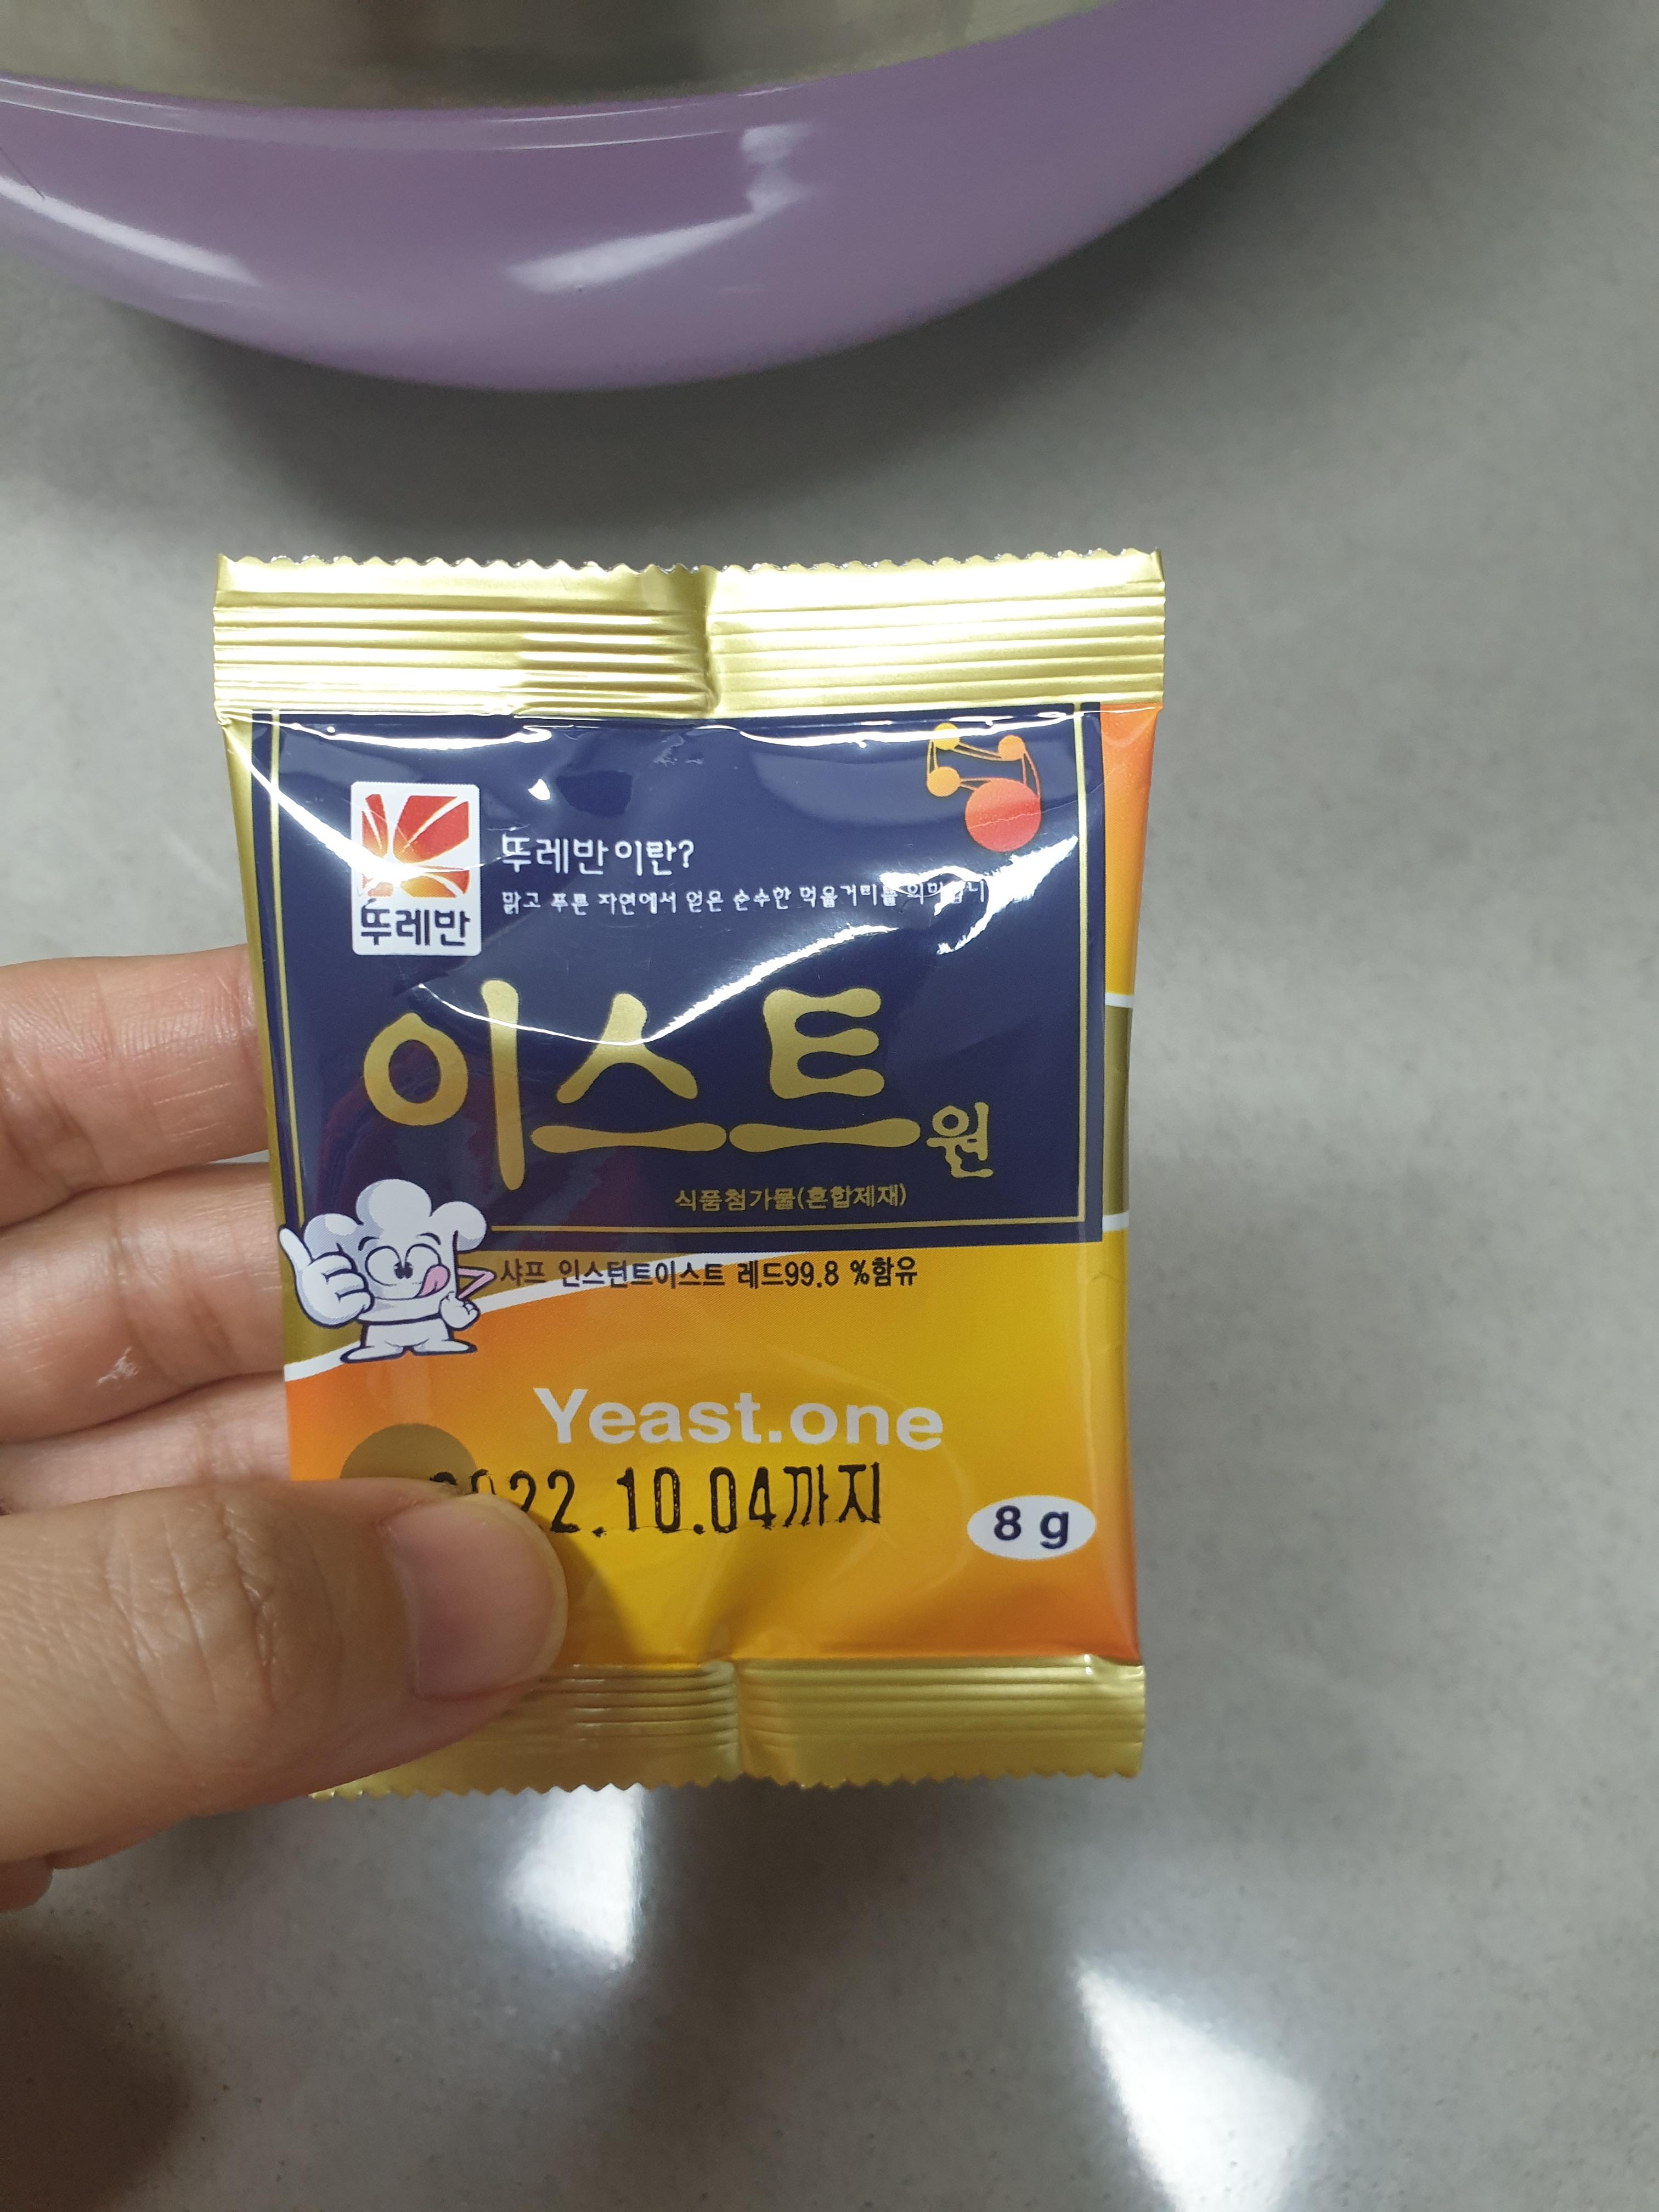 뚜레반
뚜레반이란?
맑고 푸른 자연에서 얻은 순수한 먹을거리를
이스트원
식품첨가물(혼합제재)
샤프 인스턴트이스트 레드99.8 %함유
Yeast.one
2022.10.04까지
8 g